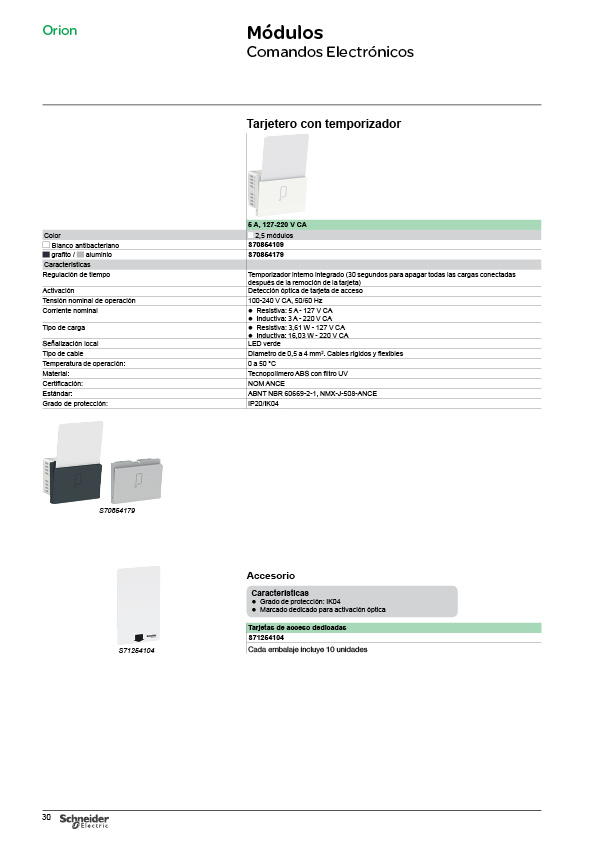 Orion
Módulos
Comandos Electrónicos
Tarjetero con temporizador
5 A, 127-220 V CA
Color
2,5 módulos
Blanco antibacteriano
S70854109
grafito / aluminio
S70854179
Características
Regulación de tiempo
Temporizador interno integrado (30 segundos para apagar todas las cargas conectadas
después de la remoción de la tarjeta)
Activación
Detección óptica de tarjeta de acceso
Tensión nominal de operación
100-240 V CA, 50/60 Hz
Corriente nominal
● Resistiva: 5 A - 127 V CA
● Inductiva: 3 A - 220 V CA
Tipo de carga
● Resistiva: 3,61 W - 127 V CA
● Inductiva: 16,03 W - 220 V CA
Señalización local
LED verde
Tipo de cable
Diametro de 0,5 a 4 mm². Cables rígidos y flexibles
Temperatura de operación:
0 a 50 °C
Material:
Tecnopolímero ABS con filtro UV
Certificación:
NOM ANCE
Estándar:
ABNT NBR 60669-2-1, NMX-J-508-ANCE
Grado de protección:
IP20/IK04
S70854179
Accesorio
Características
● Grado de protección: IK04
● Marcado dedicado para activación óptica
Tarjetas de acceso dedicadas
S71254104
Cada embalaje incluye 10 unidades
S71254104
30
Schneider
Electric